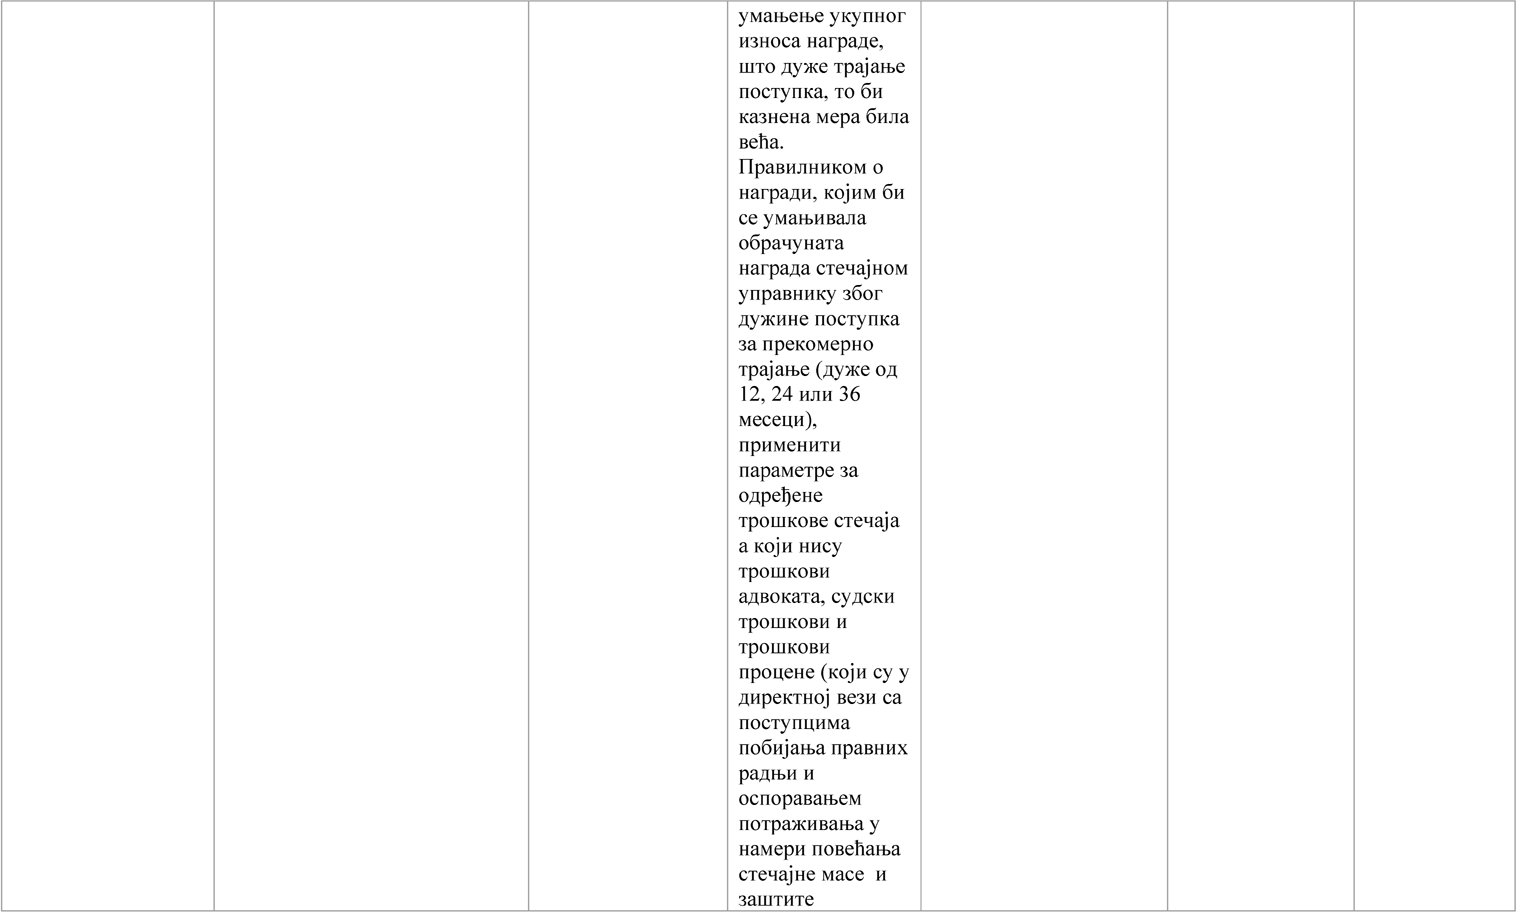 умањење укупног
износа награде,
што дуже трајање
поступка, то би
казнена мера била
већа.
Правилником о
награди, којим би
се умањивала
обрачуната
награда стечајном
управнику због
дужине поступка
за прекомерно
трајање (дуже од
12, 24 или 36
месеци),
применити
параметре за
одређене
трошкове стечаја
а који нису
трошкови
адвоката, судски
трошкови и
трошкови
процене (који су у
директној вези са
поступцима
побијања правних
радњи и
оспоравањем
потраживања у
намери повећања
стечајне масе  и
заштите